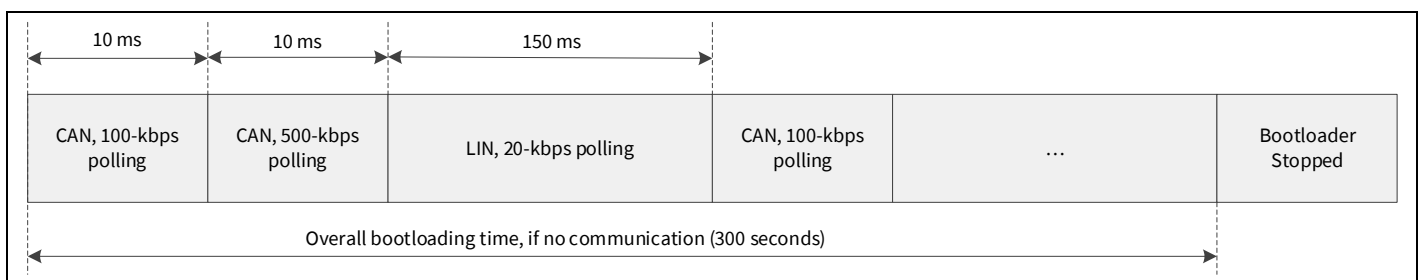 10 ms
10 ms
150 ms
CAN, 100-kbps
polling
CAN, 500-kbps
polling
LIN, 20-kbps polling
CAN, 100-kbps
polling
...
Bootloader
Stopped
Overall bootloading time, if no communication (300 seconds)